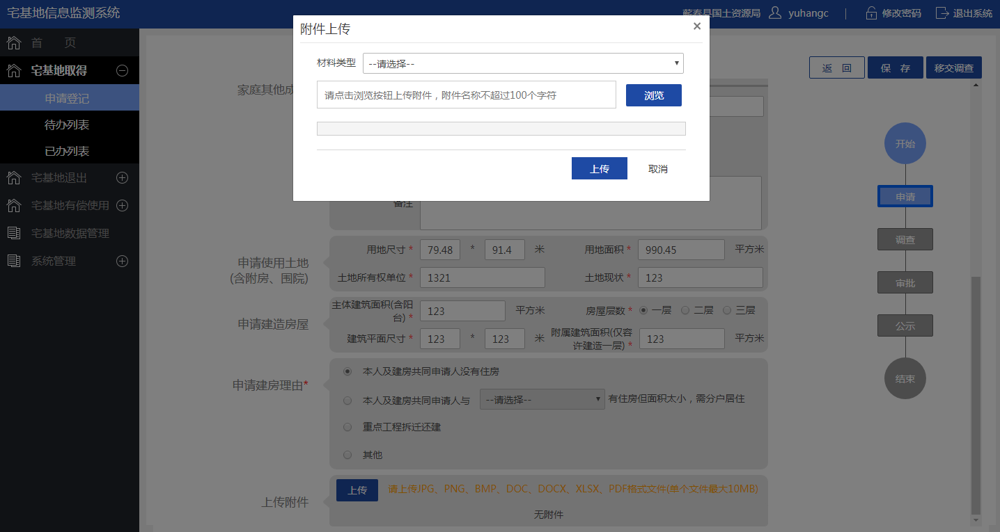 宅基地信息监测系统
蕲春县国土资源局 yuhangc | 修改密码 退出系统
首 页
宅基地取得
申请登记
待办列表
已办列表
宅基地退出
宅基地有偿使用
宅基地数据管理
系统管理
附件上传 ×
材料类型 --请选择--
请点击浏览按钮上传附件，附件名称不超过100个字符 浏览
上传 取消
返 回 保 存 移交调查
家庭其他成
备注
申请使用土地
(含附房、围院)
用地尺寸 * 79.48 * 91.4 米 用地面积 * 990.45 平方米
土地所有权单位 * 1321 土地现状 * 123
申请建造房屋
主体建筑面积(含阳
台) * 123 平方米 房屋层数 * 一层 二层 三层
建筑平面尺寸 * 123 * 123 米 附属建筑面积(仅容
许建造一层) * 123 平方米
申请建房理由*
本人及建房共同申请人没有住房
本人及建房共同申请人与 --请选择-- 有住房但面积太小，需分户居住
重点工程拆迁还建
其他
上传附件
上传 请上传JPG、PNG、BMP、DOC、DOCX、XLSX、PDF格式文件(单个文件最大10MB)
无附件
开始
申请
调查
审批
公示
结束